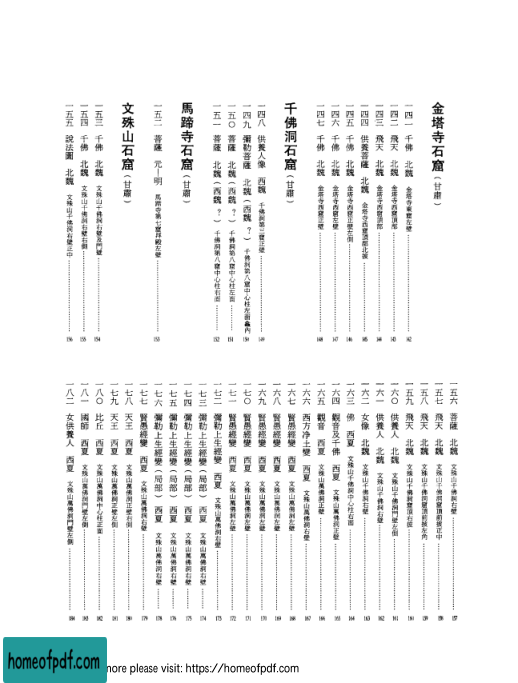 金塔寺石窟（甘肅）
一四一 千佛 北魏 金塔寺東窟左壁 142
一四二 飛天 北魏 金塔寺西窟頂部 143
一四三 飛天 北魏 金塔寺西窟頂部 144
一四四 供養菩薩 北魏 金塔寺西窟頂部北披 145
一四五 千佛 北魏 金塔寺西窟正壁左側 146
一四六 千佛 北魏 金塔寺西窟左壁 147
一四七 千佛 北魏 金塔寺西窟正壁 148
千佛洞石窟（甘肅）
一四八 供養人像 西魏 千佛洞第二窟正壁 149
一四九 彌勒菩薩 北魏（西魏？） 千佛洞第八窟中心柱左面龕內 150
一五〇 菩薩 北魏（西魏？） 千佛洞第八窟中心柱左面 151
一五一 菩薩 北魏（西魏？） 千佛洞第八窟中心柱右面 152
馬蹄寺石窟（甘肅）
一五二 菩薩 元—明 馬蹄寺第七窟拜殿左壁 153
文殊山石窟（甘肅）
一五三 千佛 北魏 文殊山千佛洞右壁及門壁 154
一五四 千佛 北魏 文殊山千佛洞右壁右側 155
一五五 說法圖 北魏 文殊山千佛洞右壁正中 156
一五六 菩薩 北魏 文殊山千佛洞右壁 157
一五七 飛天 北魏 文殊山千佛洞窟頂前披正中 158
一五八 飛天 北魏 文殊山千佛洞窟頂前披左角 159
一五九 飛天 北魏 文殊山千佛洞窟頂右面 160
一六〇 供養人 北魏 文殊山千佛洞門壁左側 161
一六一 供養人 北魏 文殊山千佛洞右壁 162
一六二 女像 北魏 文殊山千佛洞右壁 163
一六三 佛 西夏 文殊山千佛洞中心柱右面 164
一六四 觀音及千佛 西夏 文殊山萬佛洞正壁 165
一六五 觀音 西夏 文殊山萬佛洞正壁 166
一六六 西方淨土變 西夏 文殊山萬佛洞右壁 167
一六七 賢愚經變 西夏 文殊山萬佛洞左壁 168
一六八 賢愚經變 西夏 文殊山萬佛洞左壁 169
一六九 賢愚經變 西夏 文殊山萬佛洞左壁 170
一七〇 賢愚經變 西夏 文殊山萬佛洞左壁 171
一七一 賢愚經變 西夏 文殊山萬佛洞左壁 172
一七二 彌勒上生經變 西夏 文殊山萬佛洞右壁 173
一七三 彌勒上生經變（局部） 西夏 文殊山萬佛洞右壁 174
一七四 彌勒上生經變（局部） 西夏 文殊山萬佛洞右壁 175
一七五 彌勒上生經變（局部） 西夏 文殊山萬佛洞右壁 176
一七六 彌勒上生經變（局部） 西夏 文殊山萬佛洞右壁 178
一七七 賢愚經變 西夏 文殊山萬佛洞右壁 179
一七八 天王 西夏 文殊山萬佛洞正壁右側 180
一七九 天王 西夏 文殊山萬佛洞正壁左側 181
一八〇 比丘 西夏 文殊山萬佛洞中心柱正面 182
一八一 國師 西夏 文殊山萬佛洞門壁左側 183
一八二 女供養人 西夏 文殊山萬佛洞門壁左側 184
homeofpdf.com
more please visit: https://homeofpdf.com